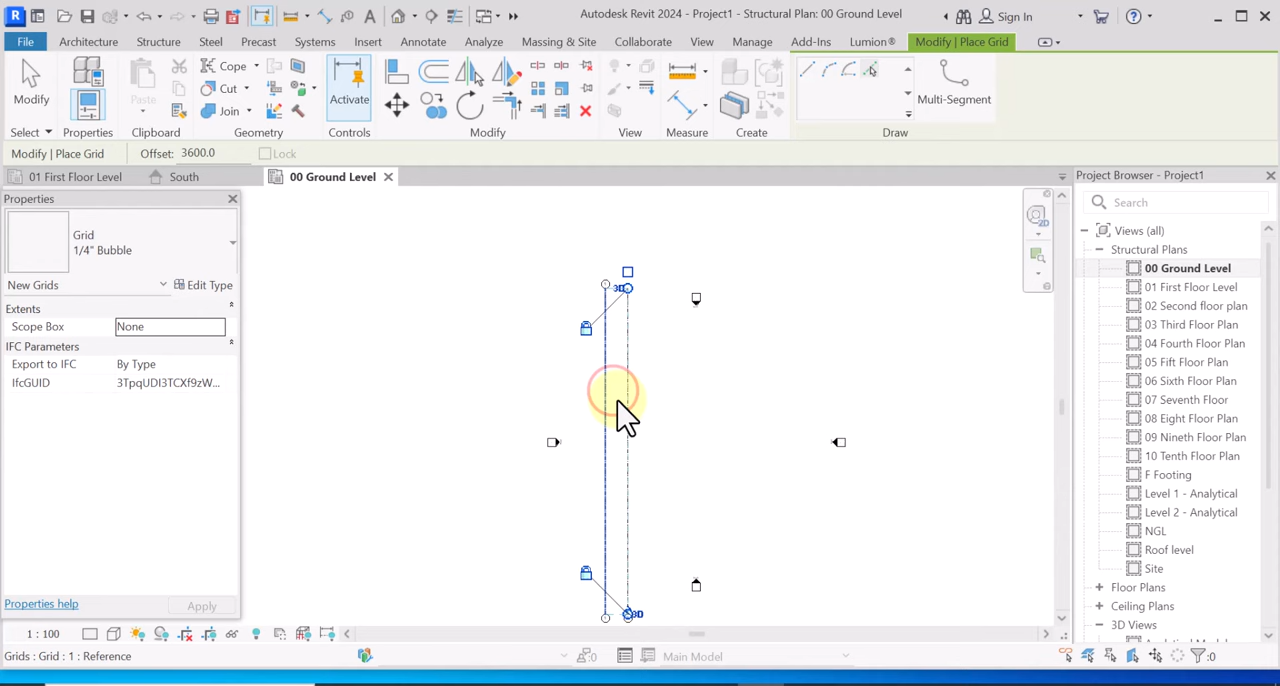 Autodesk Revit 2024 - Project1 - Structural Plan: 00 Ground Level
Sign In
File Architecture Structure Steel Precast Systems Insert Annotate Analyze Massing & Site Collaborate View Manage Add-Ins Lumion® Modify | Place Grid
Modify
Paste
Cope
Cut
Join
Activate
Multi-Segment
Select Properties Clipboard Geometry Controls Modify View Measure Create Draw
Modify | Place Grid Offset: 3600.0 Lock
01 First Floor Level South 00 Ground Level
Properties
Grid
1/4" Bubble
New Grids Edit Type
Extents
Scope Box None
IFC Parameters
Export to IFC By Type
IfcGUID 3TpqUDI3TCXf9zW...
Properties help Apply
3D
3D
2D
Project Browser - Project1
Search
Views (all)
Structural Plans
00 Ground Level
01 First Floor Level
02 Second floor plan
03 Third Floor Plan
04 Fourth Floor Plan
05 Fift Floor Plan
06 Sixth Floor Plan
07 Seventh Floor
08 Eight Floor Plan
09 Nineth Floor Plan
10 Tenth Floor Plan
F Footing
Level 1 - Analytical
Level 2 - Analytical
NGL
Roof level
Site
Floor Plans
Ceiling Plans
3D Views
1 : 100
Grids : Grid : 1 : Reference
:0
Main Model
:0